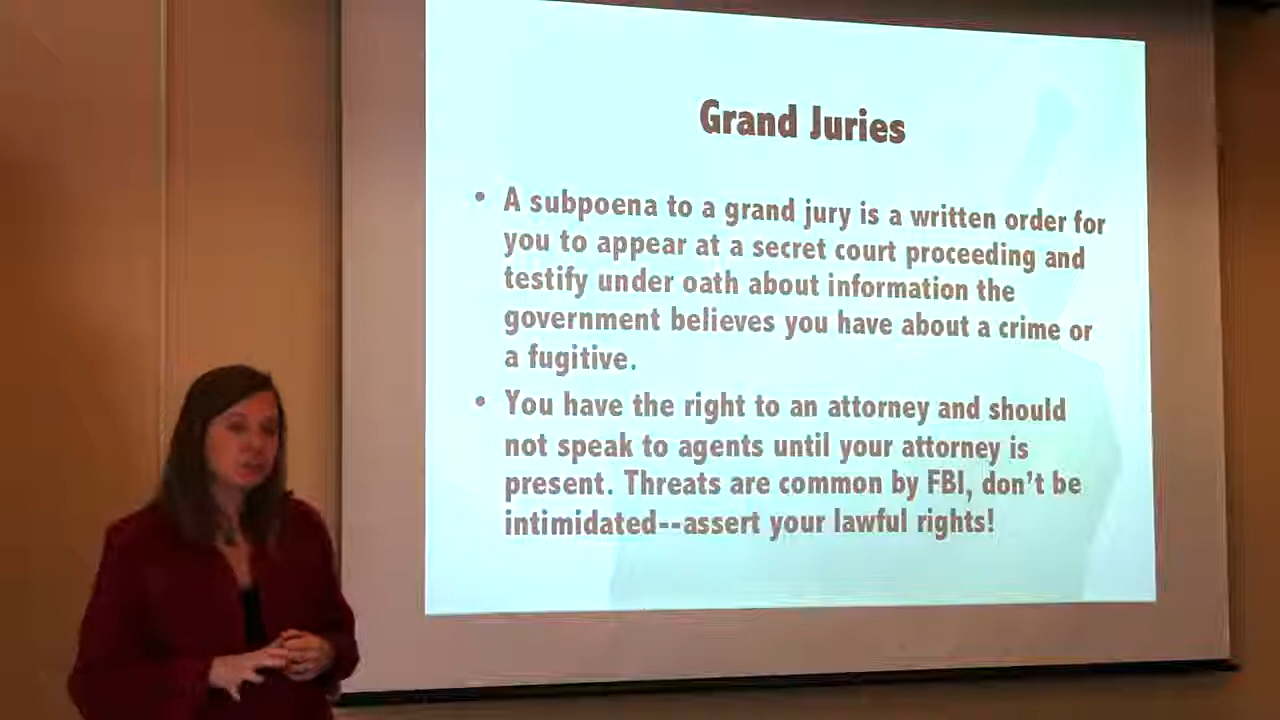 Grand Juries
• A subpoena to a grand jury is a written order for
you to appear at a secret court proceeding and
testify under oath about information the
government believes you have about a crime or
a fugitive.
• You have the right to an attorney and should
not speak to agents until your attorney is
present. Threats are common by FBI, don't be
intimidated--assert your lawful rights!